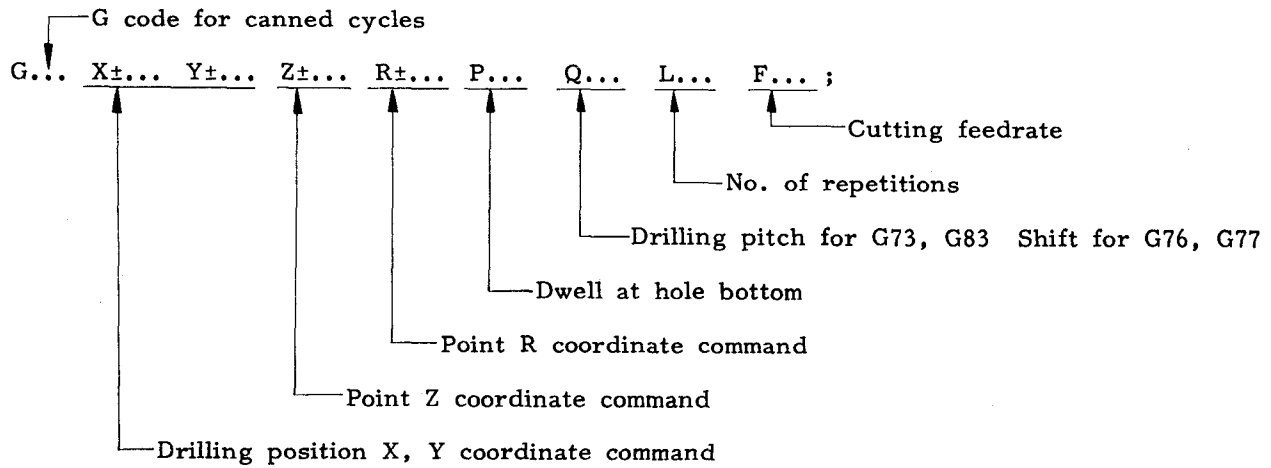 G code for canned cycles
G... X±... Y±... Z±... R±... P... Q... L... F... ;
Cutting feedrate
No. of repetitions
Drilling pitch for G73, G83 Shift for G76, G77
Dwell at hole bottom
Point R coordinate command
Point Z coordinate command
Drilling position X, Y coordinate command